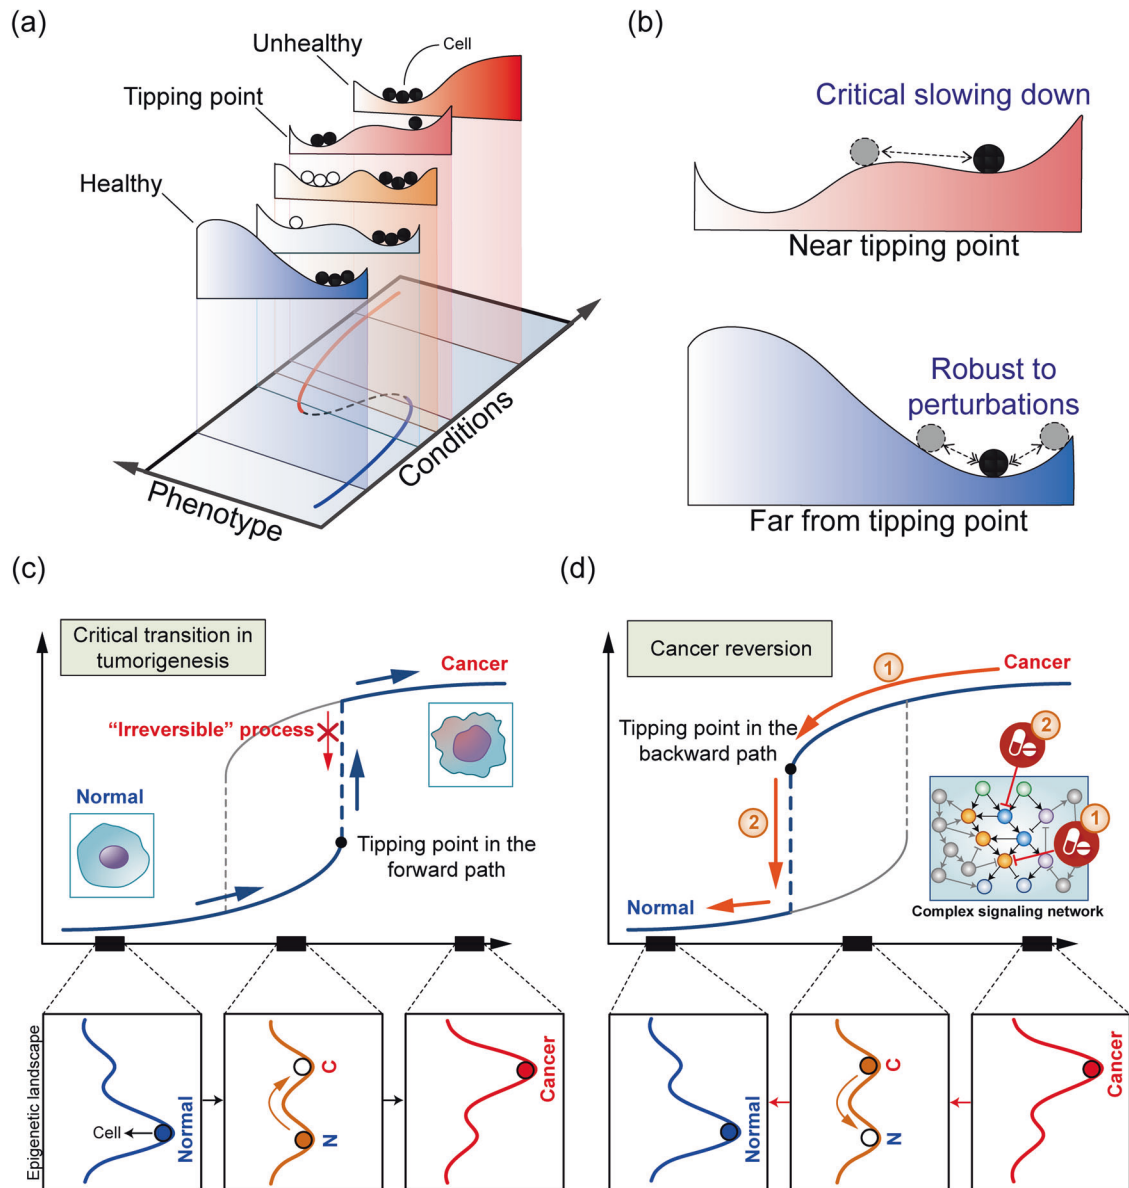 (a)
Unhealthy
Cell
Tipping point
Healthy
Phenotype
Conditions
(b)
Critical slowing down
Near tipping point
Robust to
perturbations
Far from tipping point
(c)
Critical transition in
tumorigenesis
Cancer
“Irreversible” process
Normal
Tipping point in the
forward path
Epigenetic landscape
Cell
Normal
C
N
Cancer
(d)
Cancer reversion
1
Cancer
Tipping point in the
backward path
2
2
1
Normal
Complex signaling network
Normal
C
N
Cancer